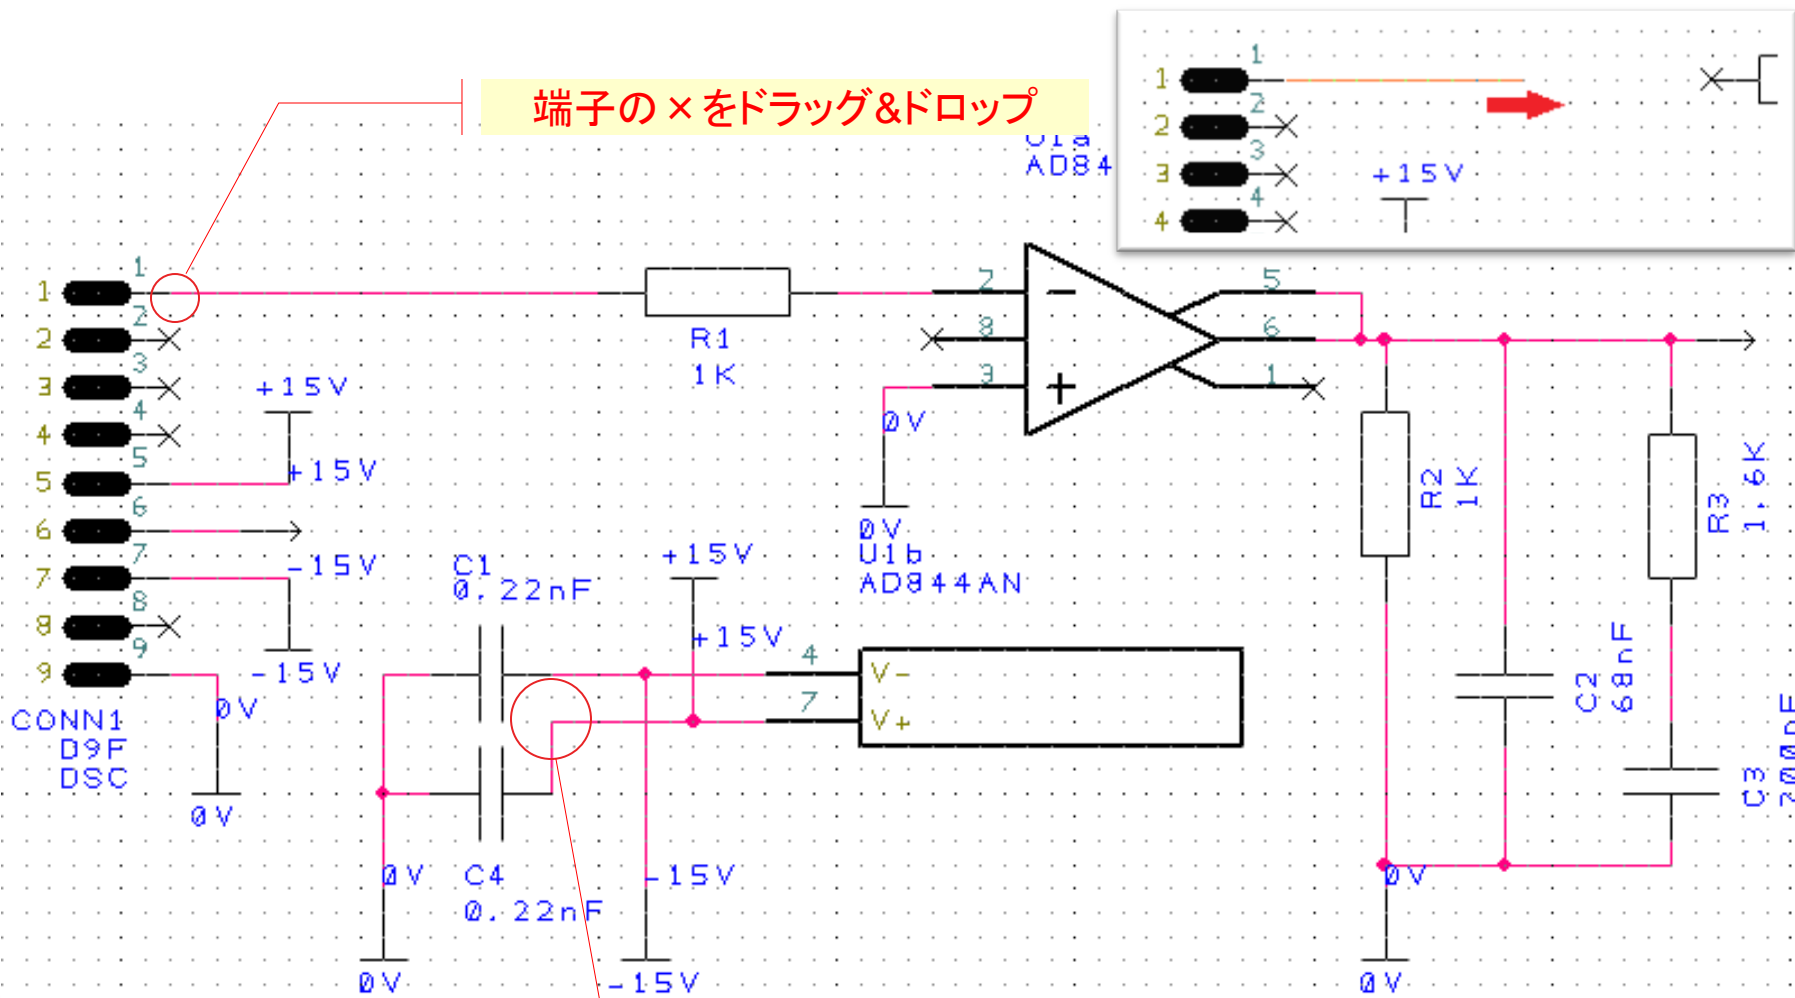 端子の×をドラッグ&ドロップ
1
1
2
2
3
3
4
4
+15V
U1a
AD84
1
1
2
2
3
3
4
4
5
5
6
6
7
7
8
8
9
9
CONN1
D9F
DSC
+15V
+15V
-15V
-15V
0V
0V
R1
1K
2
8
3
5
6
1
0V
0V
U1b
AD844AN
C1
0.22nF
+15V
+15V
4
7
V-
V+
0V
C4
0.22nF
-15V
0V
-15V
R2
1K
R3
1.6K
C2
68nF
C3
0V
0V